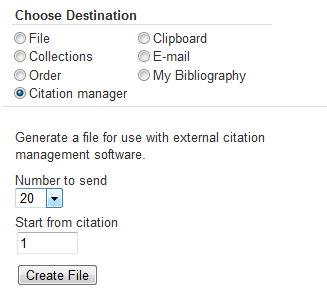 Choose Destination
File Clipboard
Collections E-mail
Order My Bibliography
Citation manager
Generate a file for use with external citation
management software.
Number to send
20
Start from citation
1
Create File